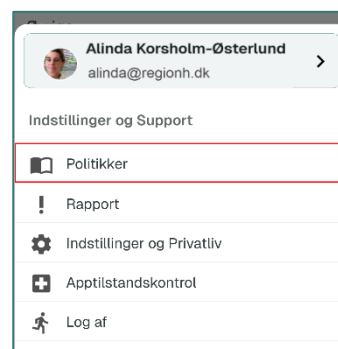 Alinda Korsholm-Østerlund
alinda@regionh.dk
Indstillinger og Support
Politikker
Rapport
Indstillinger og Privatliv
Apptilstandskontrol
Log af